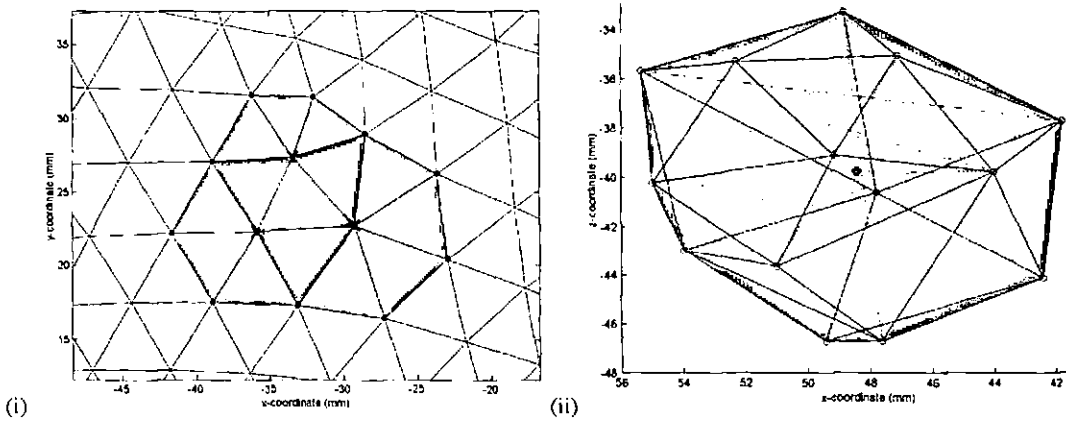 35
30
25
20
15
-45 -40 -35 -30 -25 -20
y-coordinate (mm)
x-coordinate (mm)
(i)
-34
-36
-38
-40
-42
-44
-46
-48
56 54 52 50 48 46 44 42
z-coordinate (mm)
x-coordinate (mm)
(ii)